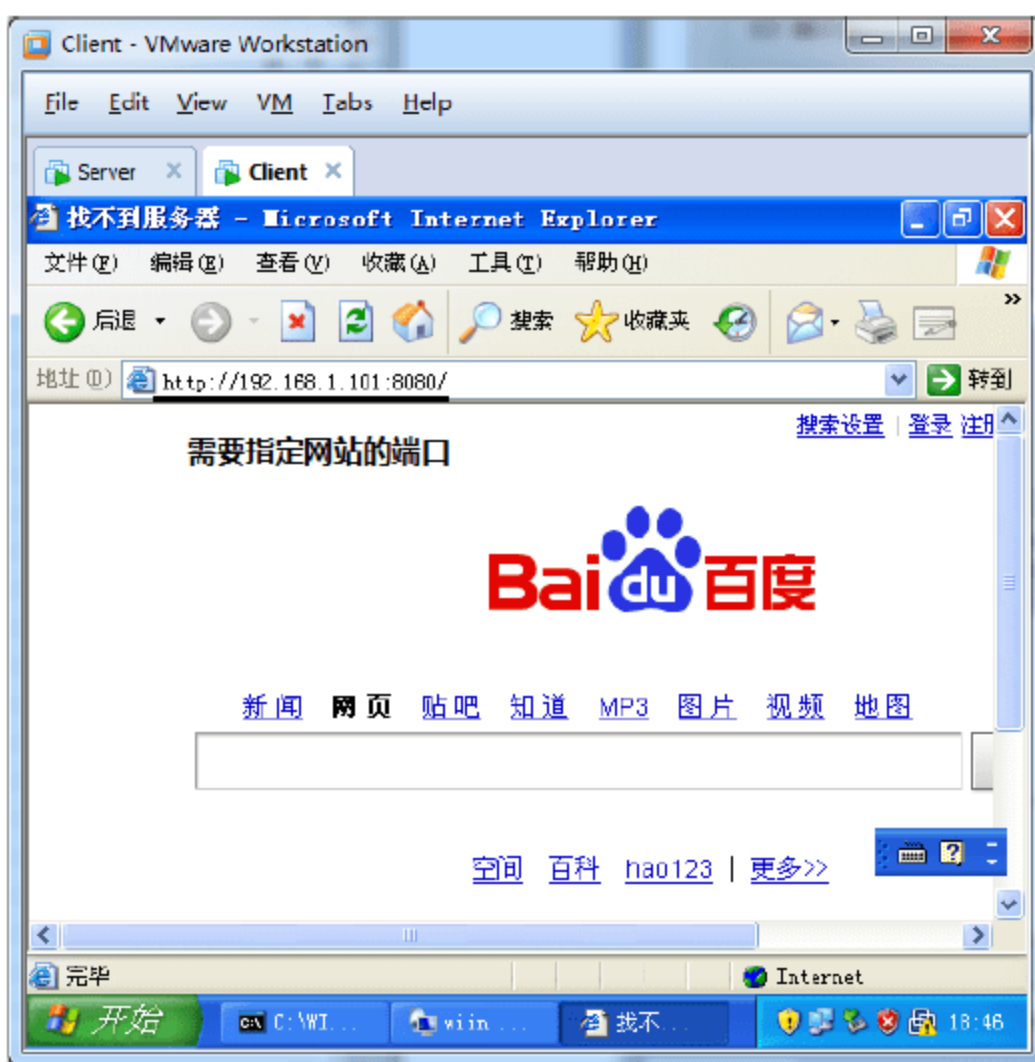 Client - VMware Workstation
File Edit View VM Tabs Help
Server Client
找不到服务器 - Microsoft Internet Explorer
文件(F) 编辑(E) 查看(V) 收藏(A) 工具(T) 帮助(H)
后退 搜索 收藏夹 »
地址(D) http://192.168.1.101:8080/ 转到
搜索设置 | 登录 注册
需要指定网站的端口
Bai du 百度
新闻 网页 贴吧 知道 MP3 图片 视频 地图
空间 百科 hao123 | 更多>>
完毕 Internet
开始 C:\WI... wiin ... 找不... 18:46